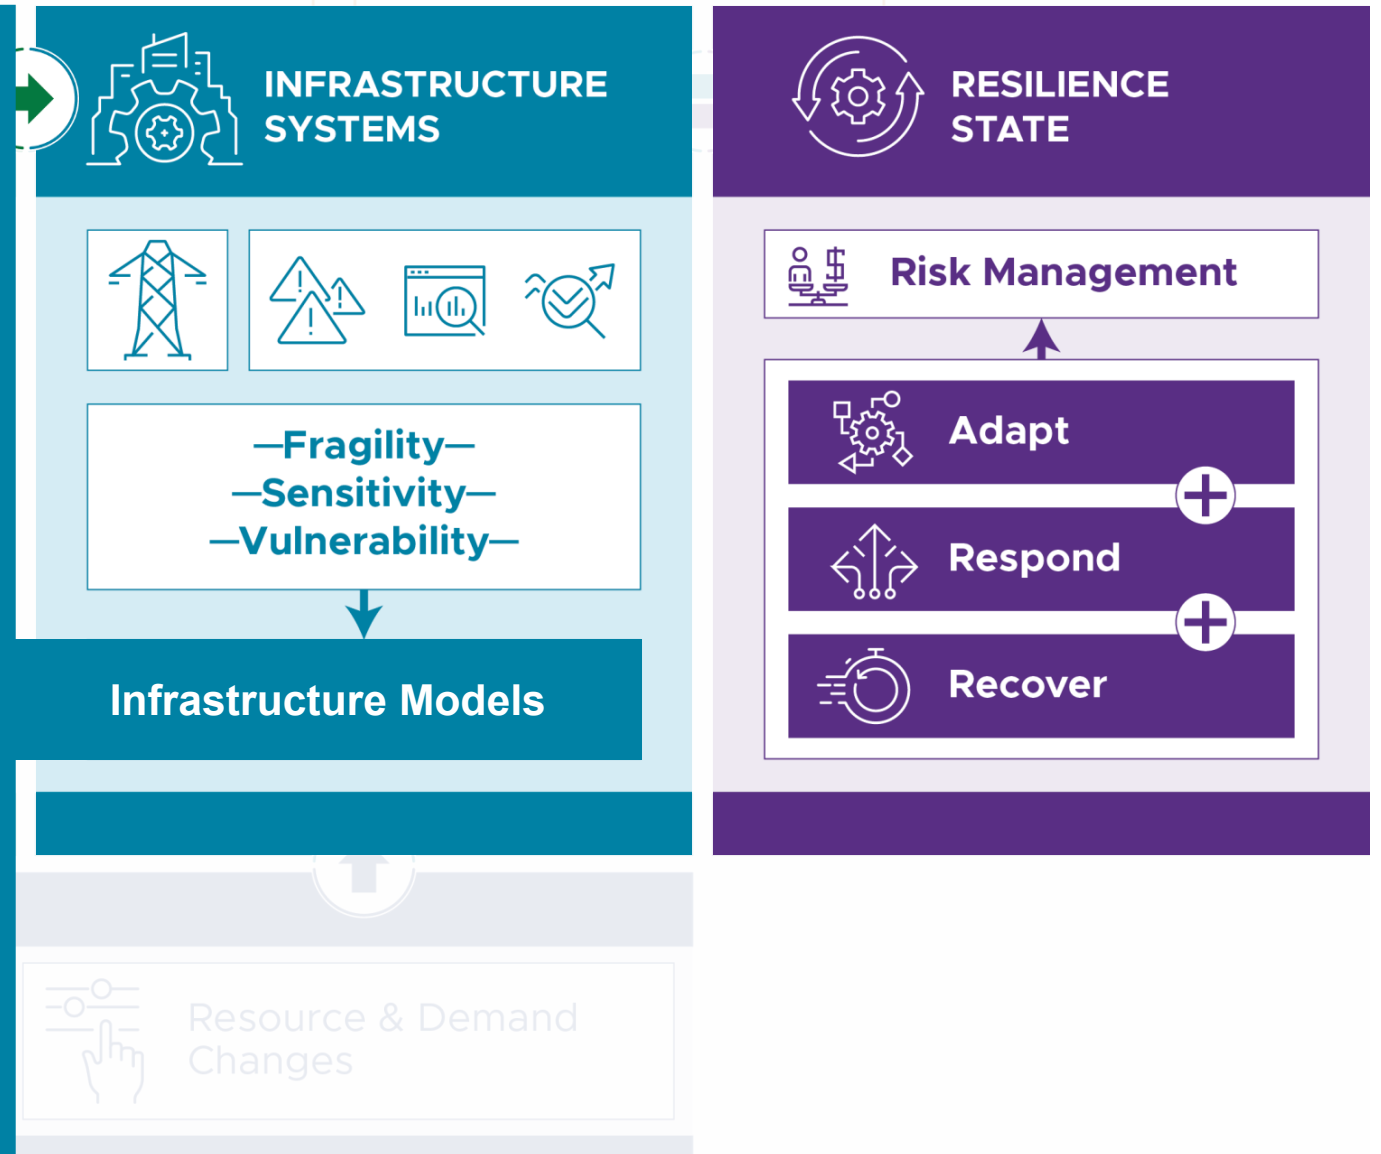 INFRASTRUCTURE
SYSTEMS
—Fragility—
—Sensitivity—
—Vulnerability—
Infrastructure Models
Resource & Demand
Changes
RESILIENCE
STATE
Risk Management
Adapt
Respond
Recover